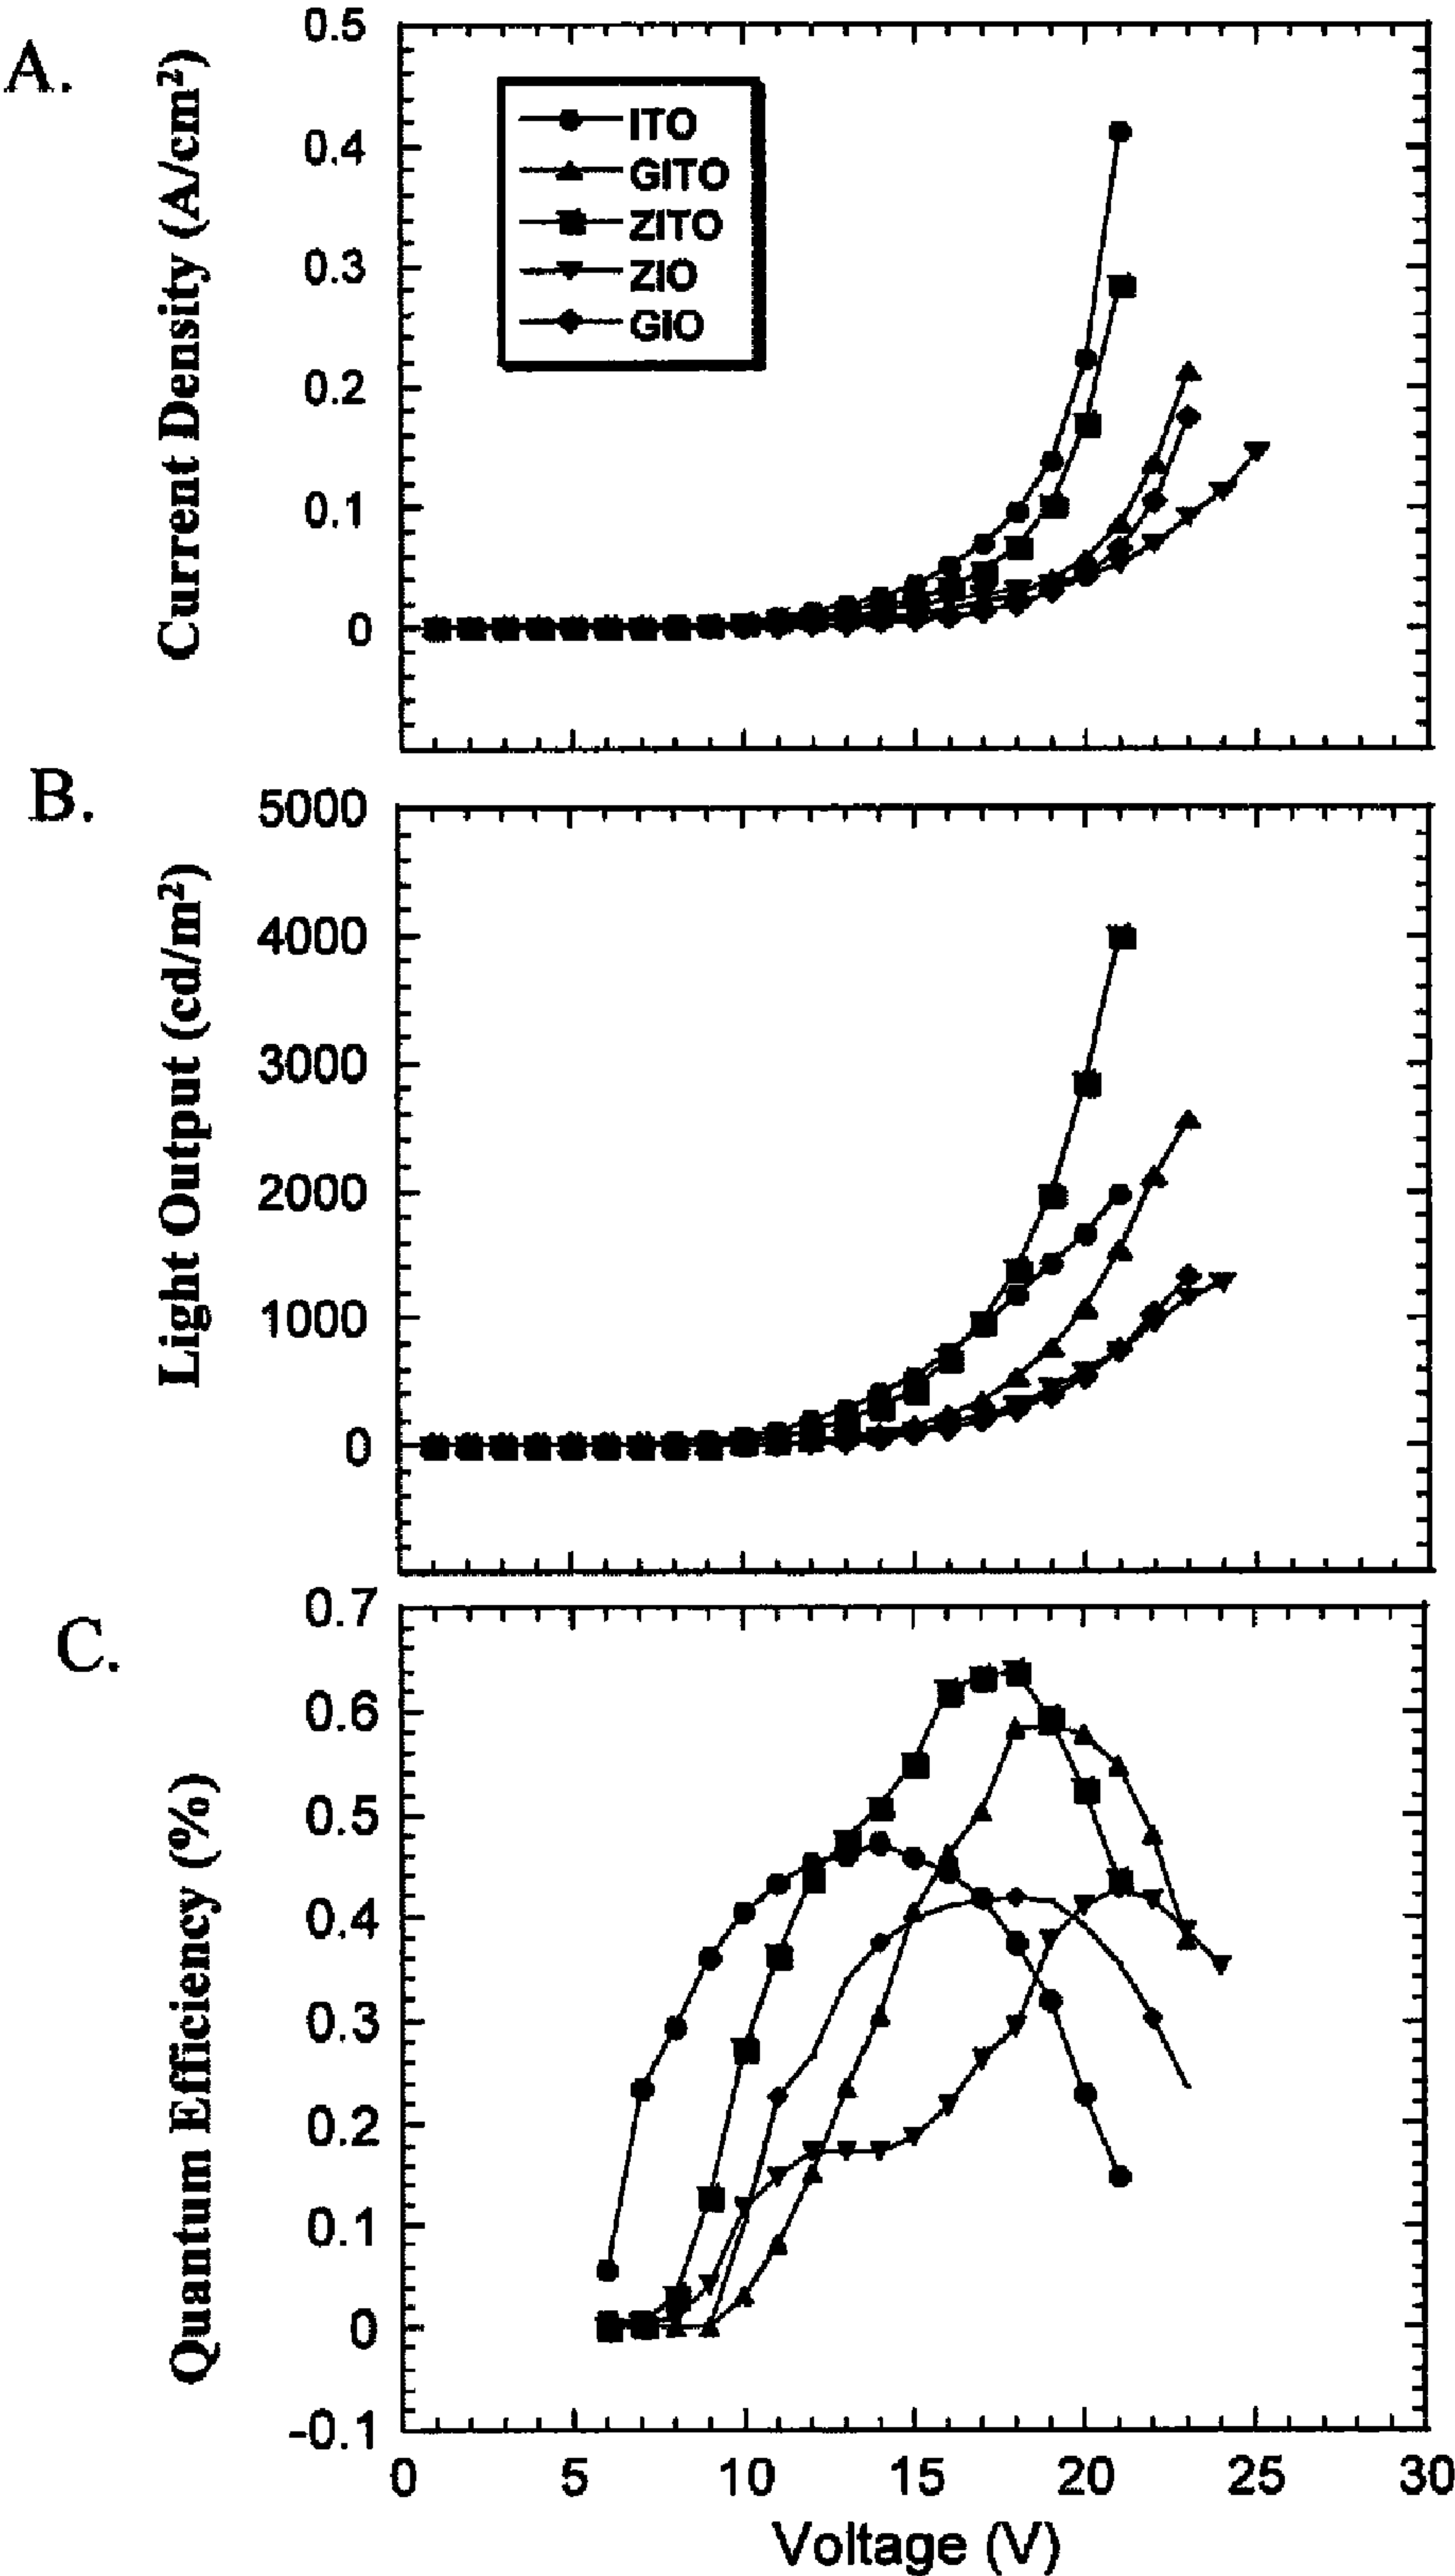 A.
Current Density (A/cm²)
0.5
0.4
0.3
0.2
0.1
0
ITO
GITO
ZITO
ZIO
GIO
B.
Light Output (cd/m²)
5000
4000
3000
2000
1000
0
C.
Quantum Efficiency (%)
0.7
0.6
0.5
0.4
0.3
0.2
0.1
0
-0.1
0 5 10 15 20 25 30
Voltage (V)